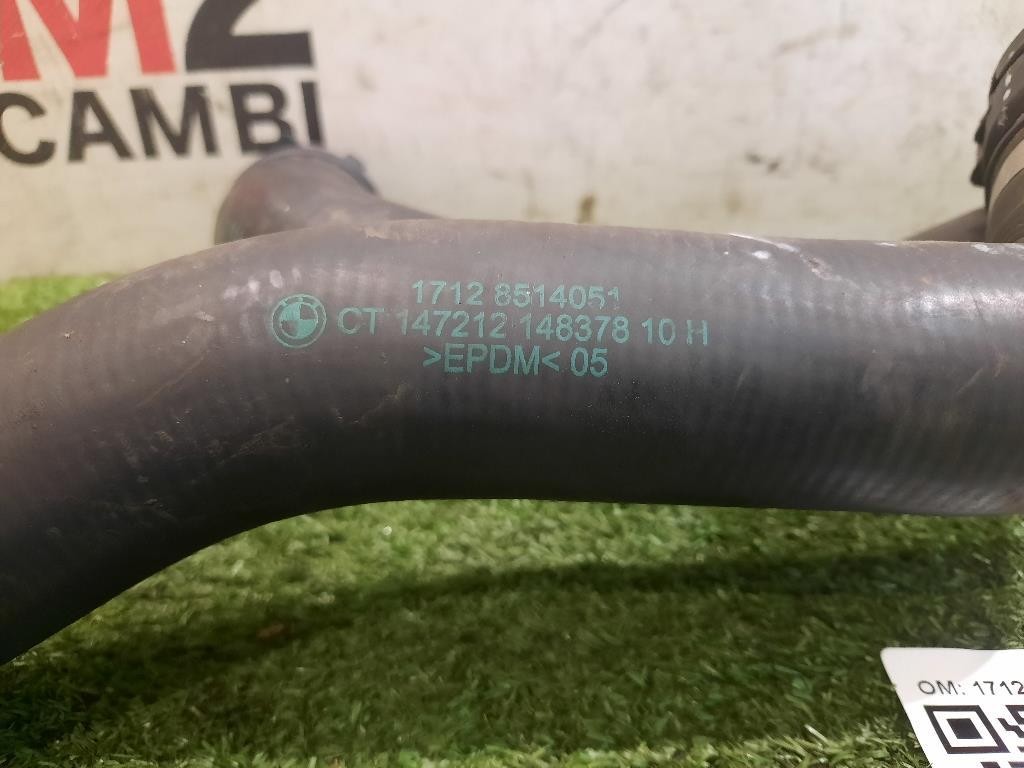 M2
CAMBI
1712 8514051
CT 147212 148378 10 H
>EPDM< 05
OM: 1712